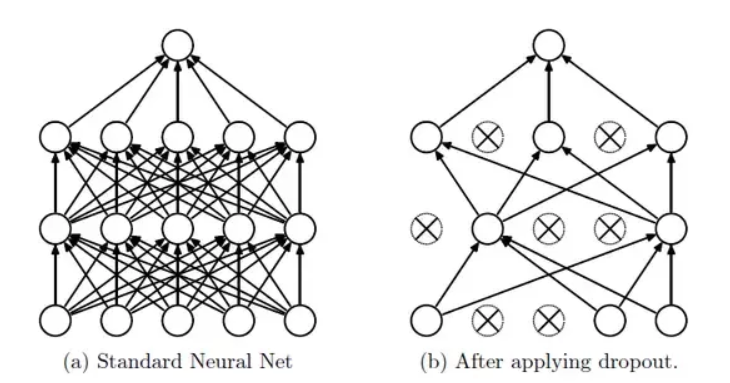 (a) Standard Neural Net
(b) After applying dropout.